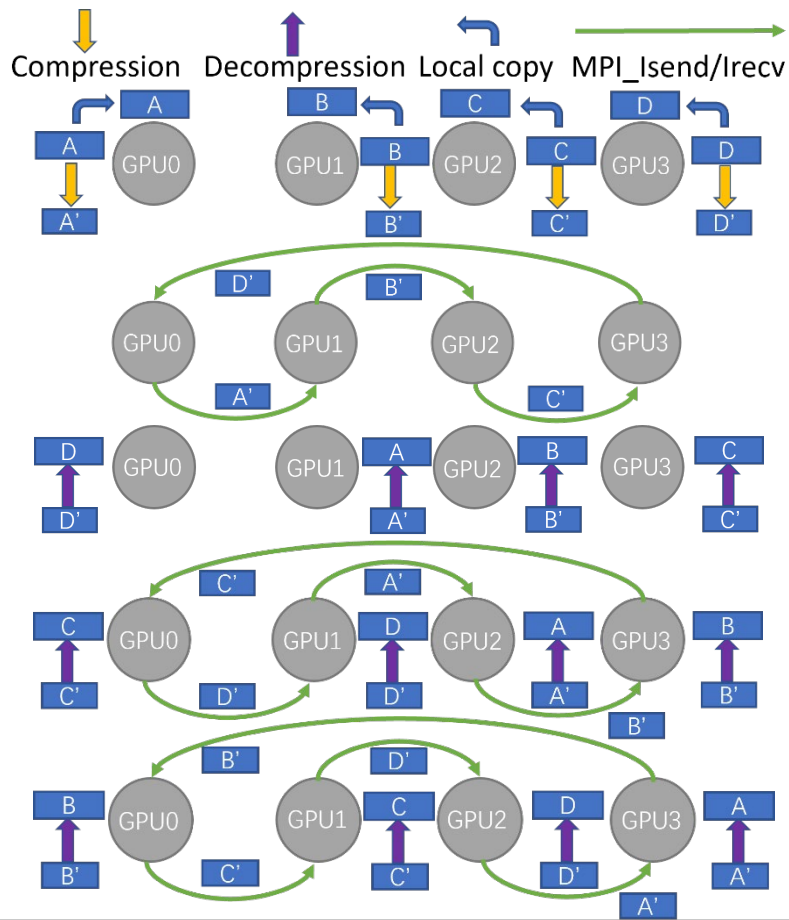 Compression Decompression Local copy MPI_Isend/Irecv
A B C D
A B C D
GPU0 GPU1 GPU2 GPU3
A' B' C' D'
D' B'
GPU0 GPU1 GPU2 GPU3
A' C'
D A B C
GPU0 GPU1 GPU2 GPU3
D' A' B' C'
C' A'
C D A B
GPU0 GPU1 GPU2 GPU3
C' D' D' A' B'
B'
B' D'
B C D A
GPU0 GPU1 GPU2 GPU3
B' C' C' D' A'
A'